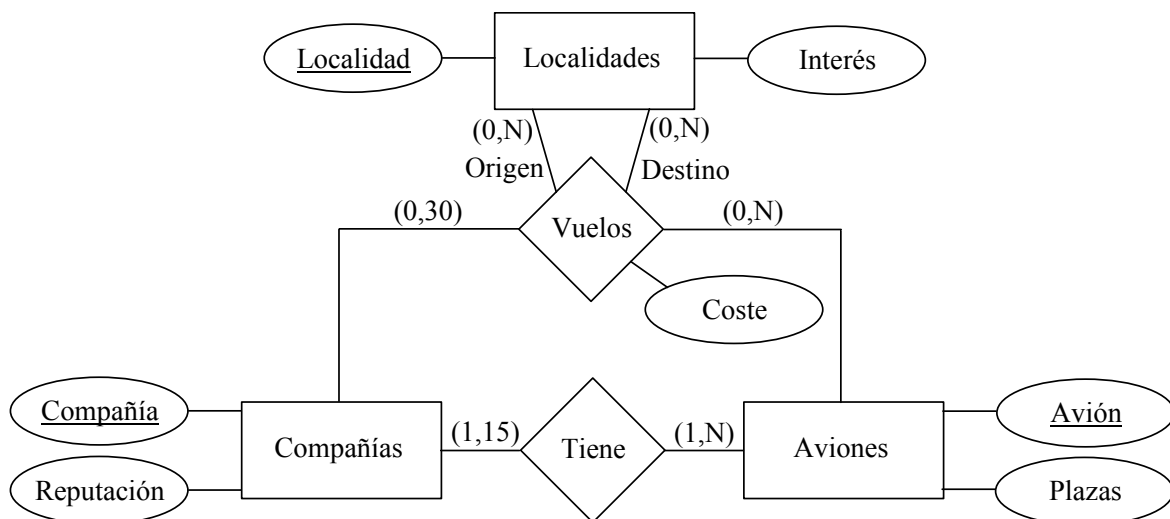 Localidad
Localidades
Interés
(0,N)
(0,N)
Origen
Destino
(0,30)
Vuelos
(0,N)
Coste
Compañía
Compañías
(1,15)
Tiene
(1,N)
Aviones
Avión
Reputación
Plazas